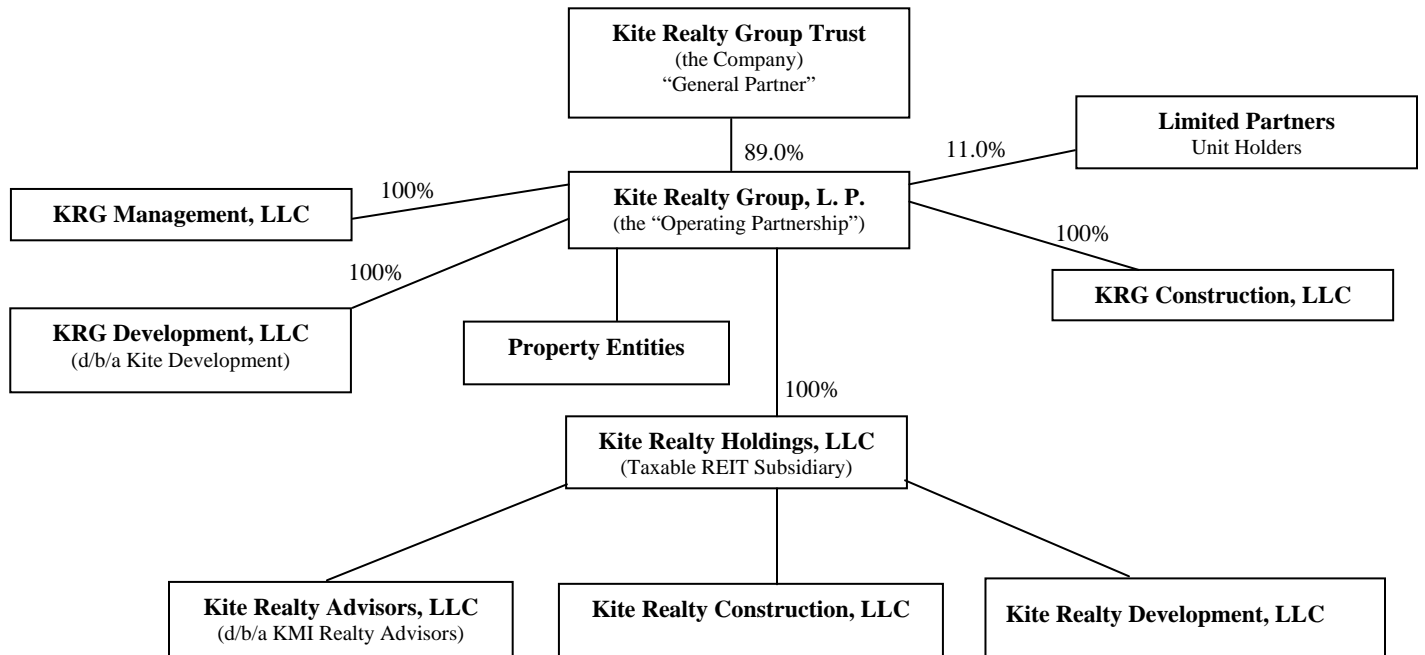 Kite Realty Group Trust
(the Company)
“General Partner”
Limited Partners
Unit Holders
89.0%
11.0%
100%
KRG Management, LLC
Kite Realty Group, L. P.
(the “Operating Partnership”)
100%
KRG Construction, LLC
100%
KRG Development, LLC
(d/b/a Kite Development)
Property Entities
100%
Kite Realty Holdings, LLC
(Taxable REIT Subsidiary)
Kite Realty Advisors, LLC
(d/b/a KMI Realty Advisors)
Kite Realty Construction, LLC
Kite Realty Development, LLC